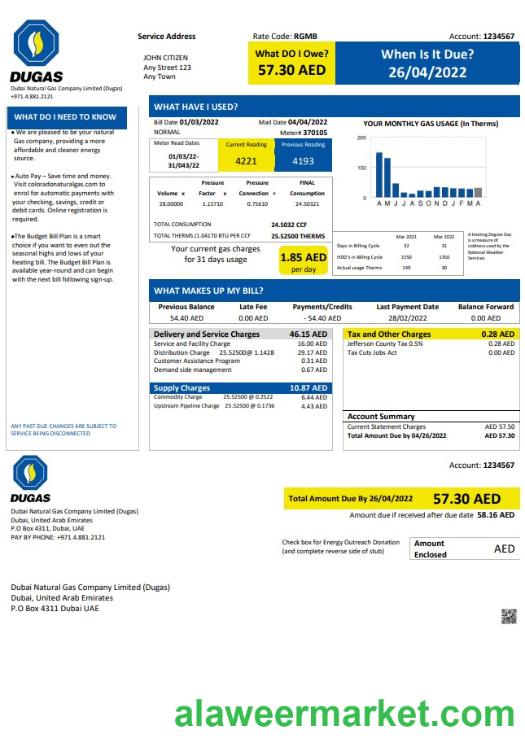 DUGAS
Dubai Natural Gas Company Limited (Dugas)
+971.4.881.2121
Service Address
JOHN CITIZEN
Any Street 123
Any Town
Rate Code: RGMB
Account: 1234567
What DO I Owe?
57.30 AED
When Is It Due?
26/04/2022
WHAT DO I NEED TO KNOW
•We are pleased to be your natural
Gas company, providing a more
affordable and cleaner energy
source.
• Auto Pay – Save time and money.
Visit coloradonaturalgas.com to
enrol for automatic payments with
your checking, savings, credit or
debit cards. Online registration is
required.
•The Budget Bill Plan is a smart
choice if you want to even out the
seasonal highs and lows of your
heating bill. The Budget Bill Plan is
available year-round and can begin
with the next bill following sign-up.
ANY PAST DUE CHARGES ARE SUBJECT TO
SERVICE BEING DISCONNECTED
WHAT HAVE I USED?
Bill Date 01/03/2022 Mail Date 04/04/2022
NORMAL Meter# 370105
Meter Read Dates Current Reading Previous Reading
01/03/22-
31/043/22
4221 4193
Pressure Pressure FINAL
Volume x Factor x Connection = Consumption
28.00000 1.15710 0.75610 24.50321
TOTAL CONSUMPTION 24.5032 CCF
TOTAL THERMS (1.04170 BTU PER CCF 25.52500 THERMS
Your current gas charges
for 31 days usage
1.85 AED
per day
YOUR MONTHLY GAS USAGE (In Therms)
200
100
0
A M J J A S O N D J F M A
Mar 2021 Mar 2022
Days in Billing Cycle 32 31
HDD's in Billing Cycle 1550 1350
Actual usage Therms 149 30
A Heating Degree Day
is a measure of
coldness used by the
National Weather
Services
WHAT MAKES UP MY BILL?
Previous Balance Late Fee Payments/Credits Last Payment Date Balance Forward
54.40 AED 0.00 AED - 54.40 AED 28/02/2022 0.00 AED
Delivery and Service Charges 46.15 AED
Service and Facility Charge 16.00 AED
Distribution Charge 25.52500@ 1.1428 29.17 AED
Customer Assistance Program 0.31 AED
Demand side management 0.67 AED
Supply Charges 10.87 AED
Commodity Charge 25.52500 @ 0.2522 6.44 AED
Upstream Pipeline Charge 25.52500 @ 0.1736 4.43 AED
Tax and Other Charges 0.28 AED
Jefferson County Tax 0.5% 0.28 AED
Tax Cuts Jobs Act 0.00 AED
Account Summary
Current Statement Charges AED 57.50
Total Amount Due by 04/26/2022 AED 57.30
DUGAS
Dubai Natural Gas Company Limited (Dugas)
Dubai, United Arab Emirates
P.O Box 4311, Dubai, UAE
PAY BY PHONE: +971.4.881.2121
Account: 1234567
Total Amount Due By 26/04/2022 57.30 AED
Amount due if received after due date 58.16 AED
Check box for Energy Outreach Donation
(and complete reverse side of stub)
Amount
Enclosed
AED
Dubai Natural Gas Company Limited (Dugas)
Dubai, United Arab Emirates
P.O Box 4311 Dubai UAE
alaweermarket.com